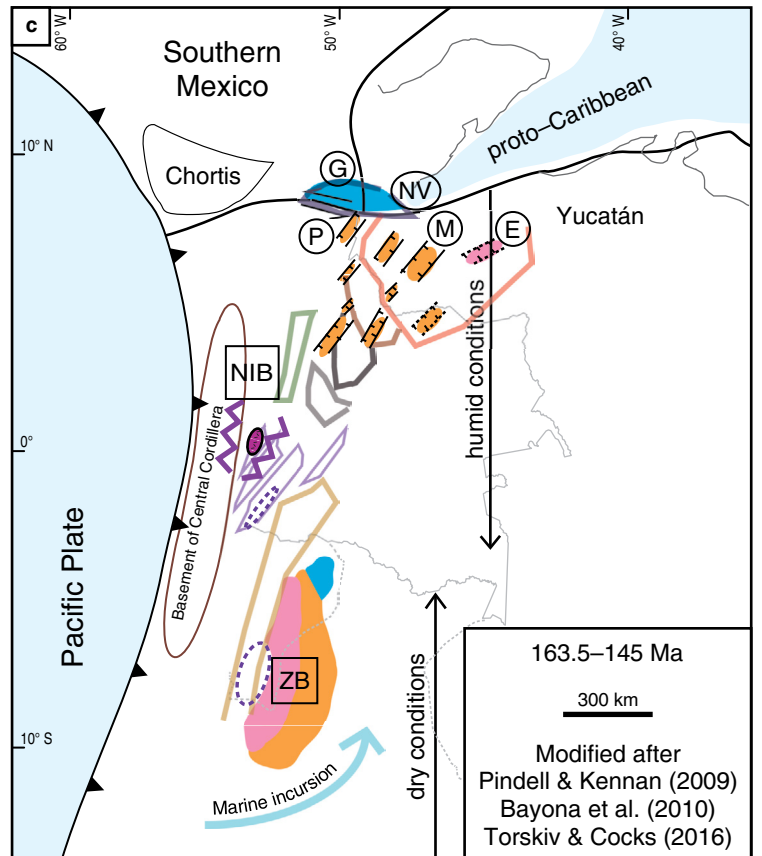 c
60° W
50° W
40° W
Southern
Mexico
proto–Caribbean
10° N
Chortis
G
NV
P
M
E
Yucatán
NIB
humid conditions
0°
Basement of Central Cordillera
Pacific Plate
ZB
10° S
dry conditions
Marine incursion
163.5–145 Ma
300 km
Modified after
Pindell & Kennan (2009)
Bayona et al. (2010)
Torskiv & Cocks (2016)